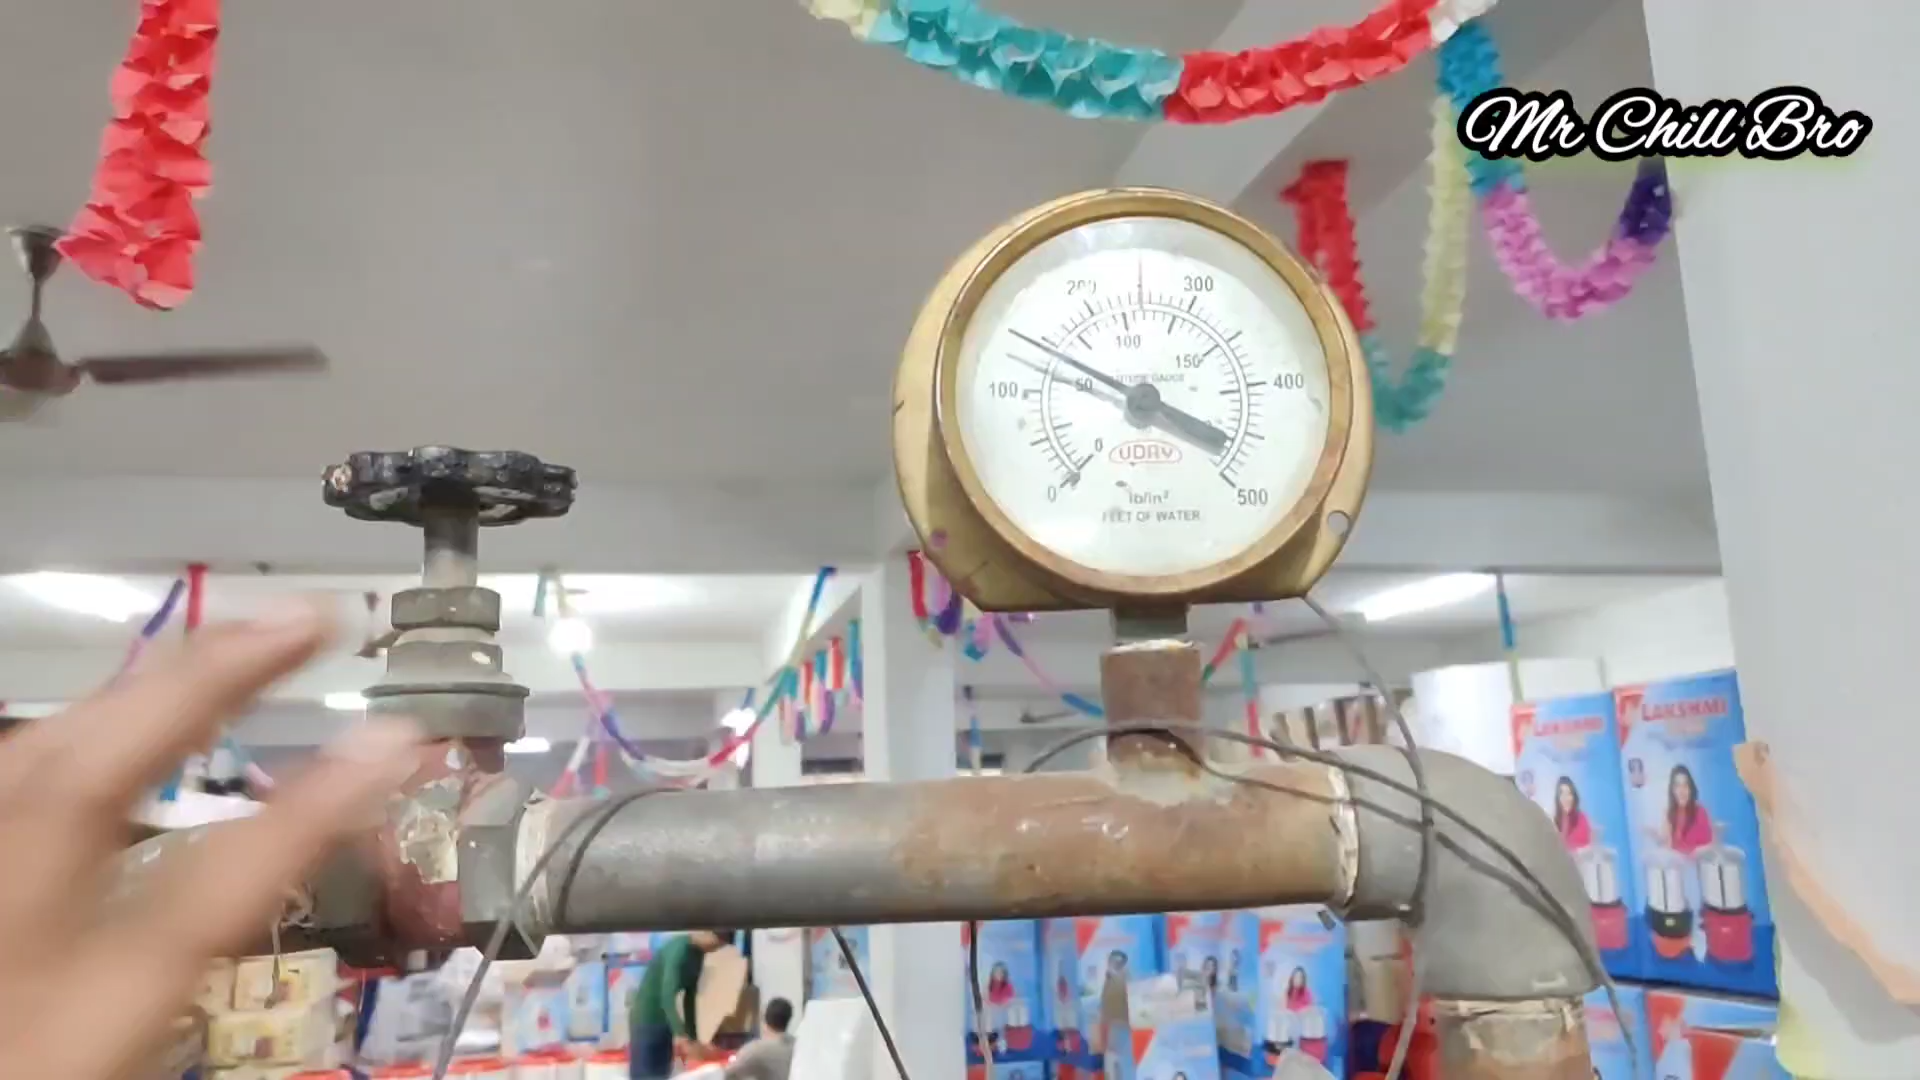 Mr Chill Bro
200
300
100
150
100
50
400
0
UDAY
0
500
lb/in²
FEET OF WATER
LAKSHMI
LAKSHMI